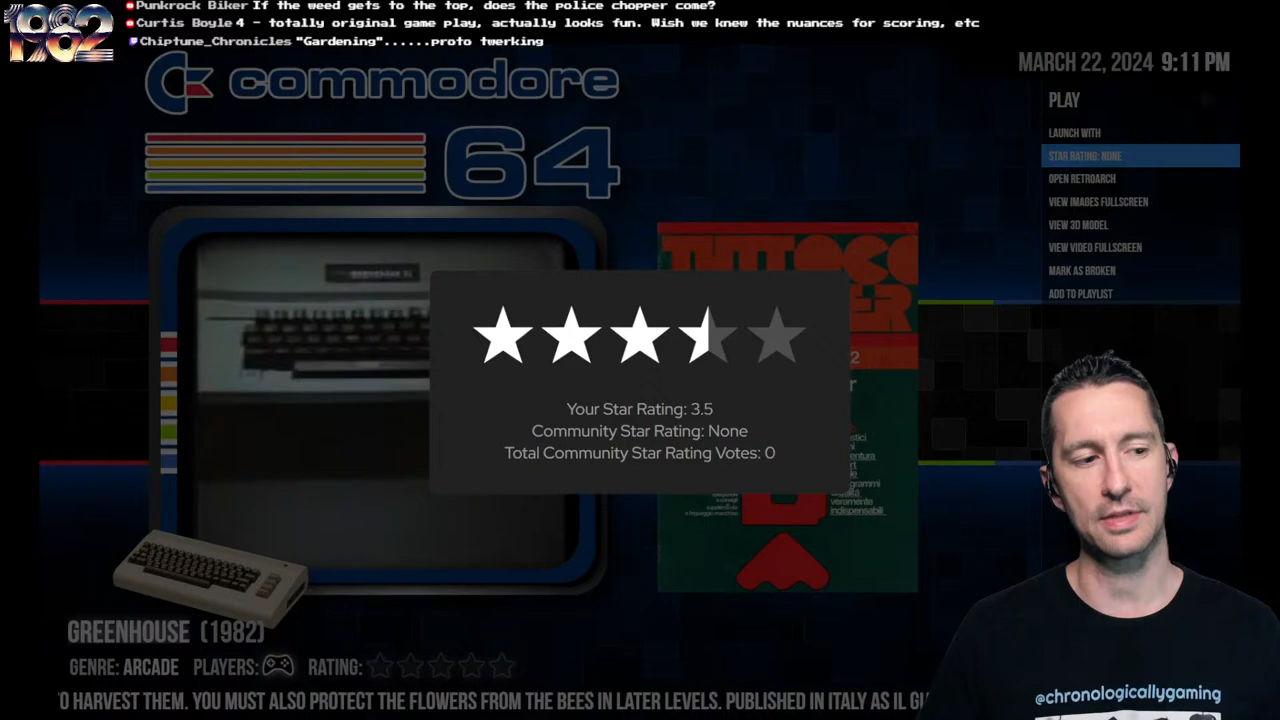 Punkrock Biker If the weed gets to the top, does the police chopper come?
Curtis Boyle 4 - totally original game play, actually looks fun. Wish we knew the nuances for scoring, etc
Chiptune_Chronicles "Gardening"......proto twerking
1982
commodore
64
MARCH 22, 2024 9:11 PM
PLAY
LAUNCH WITH
STAR RATING: NONE
OPEN RETROARCH
VIEW IMAGES FULLSCREEN
VIEW 3D MODEL
VIEW VIDEO FULLSCREEN
MARK AS BROKEN
ADD TO PLAYLIST
Your Star Rating: 3.5
Community Star Rating: None
Total Community Star Rating Votes: 0
veramente
indispensabili
GREENHOUSE (1982)
GENRE: ARCADE PLAYERS: RATING:
TO HARVEST THEM. YOU MUST ALSO PROTECT THE FLOWERS FROM THE BEES IN LATER LEVELS. PUBLISHED IN ITALY AS IL
@chronologicallygaming